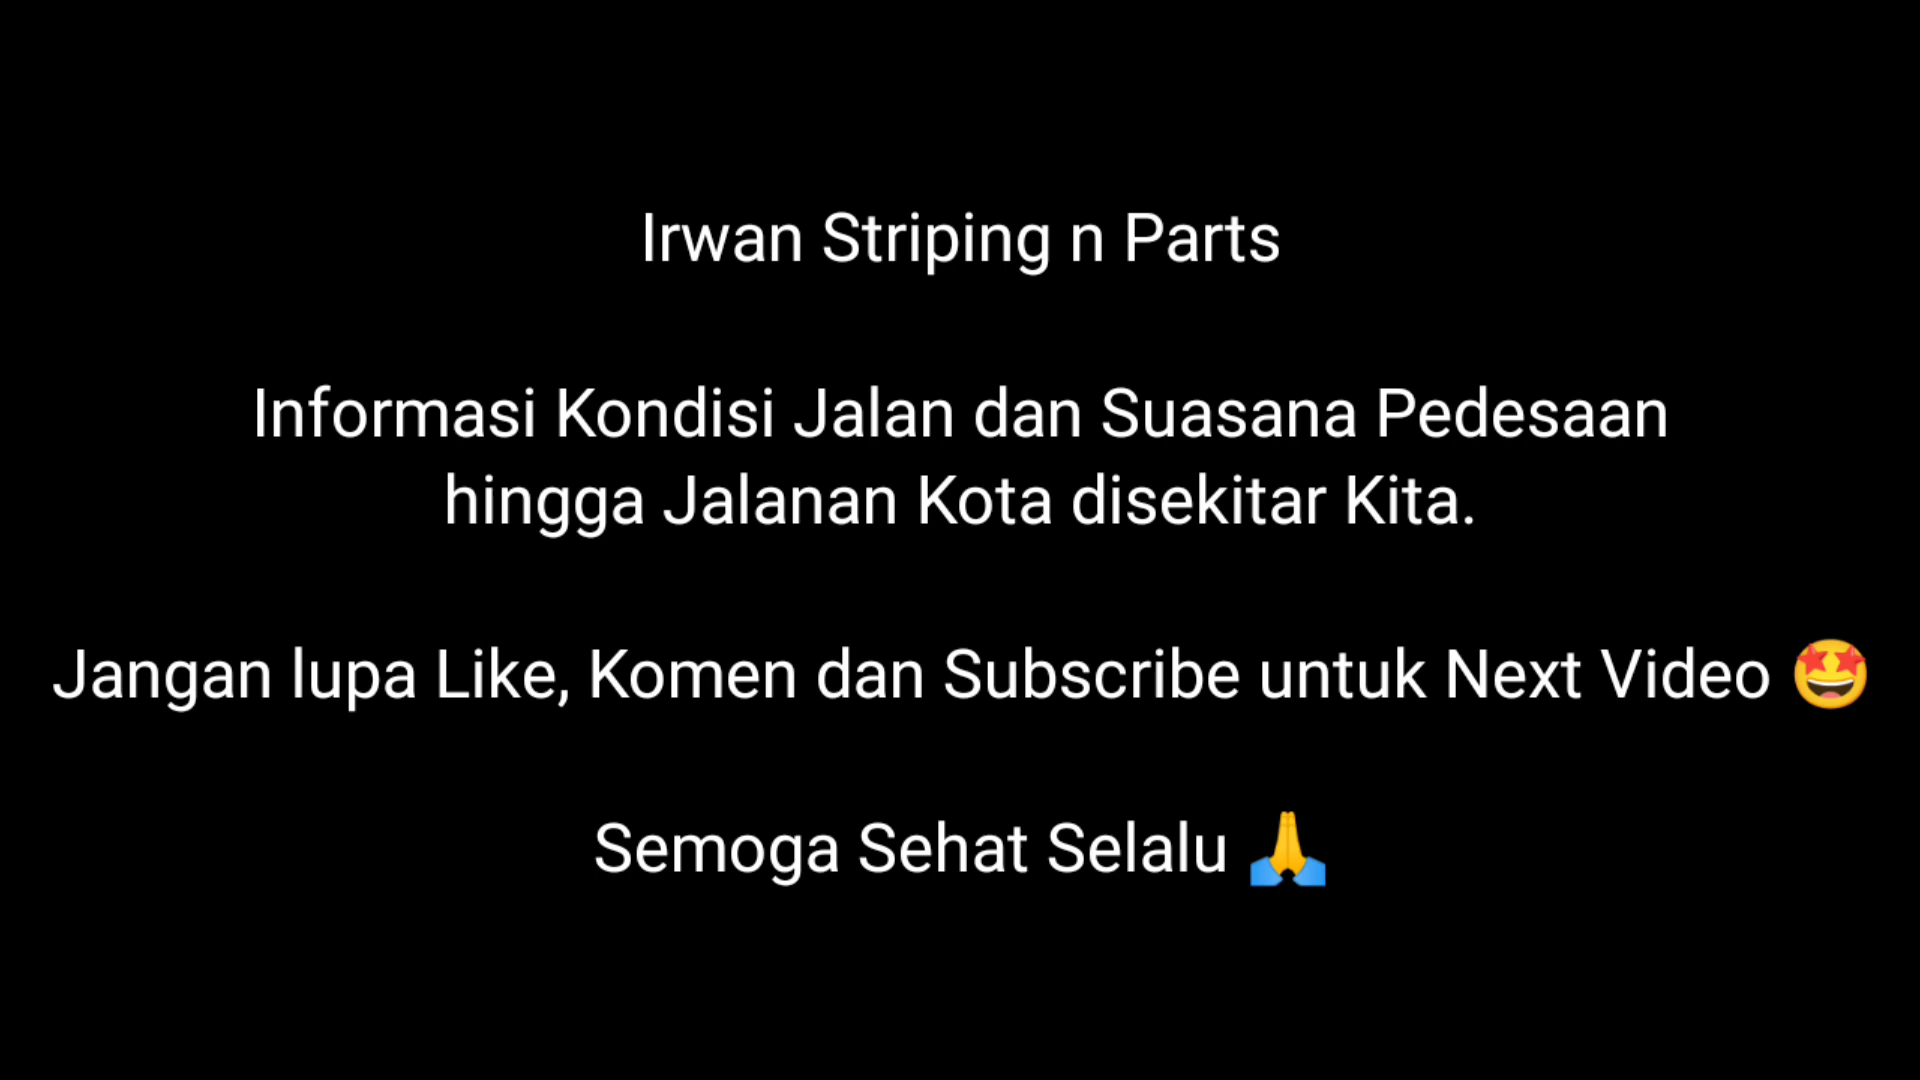 Irwan Striping n Parts
Informasi Kondisi Jalan dan Suasana Pedesaan
hingga Jalanan Kota disekitar Kita.
Jangan lupa Like, Komen dan Subscribe untuk Next Video 🤩
Semoga Sehat Selalu 🙏